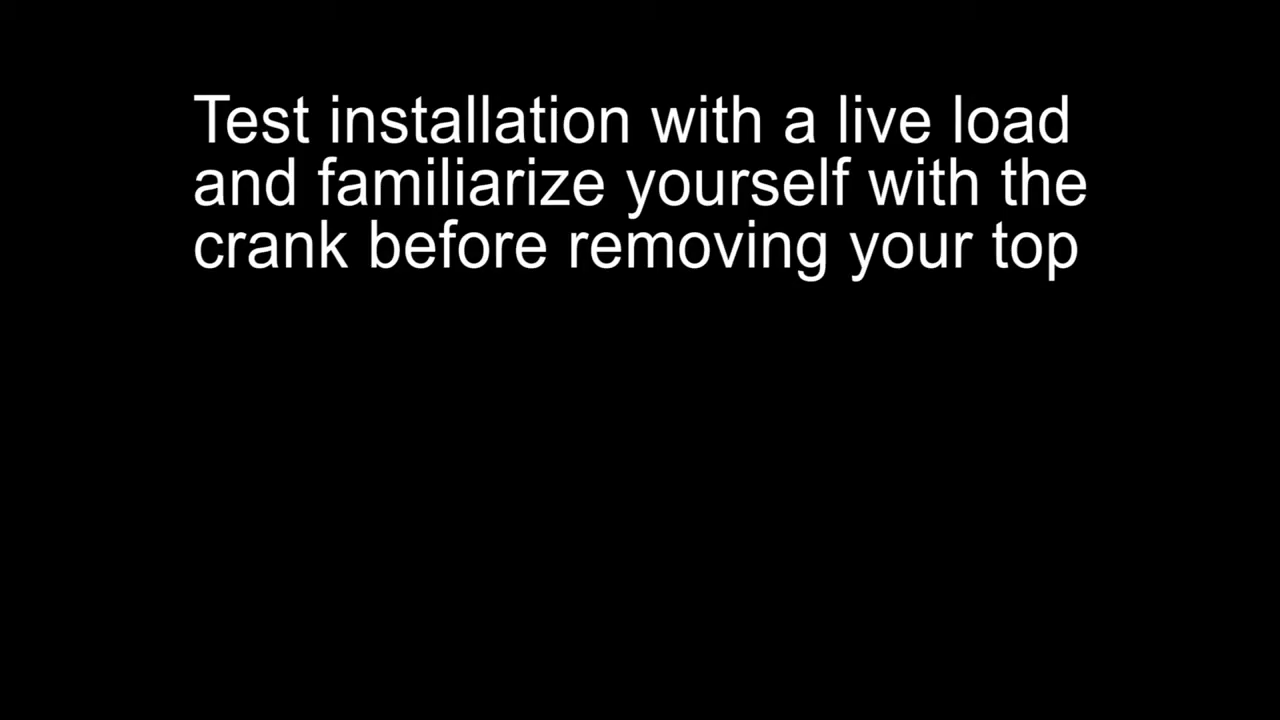 Test installation with a live load
and familiarize yourself with the
crank before removing your top